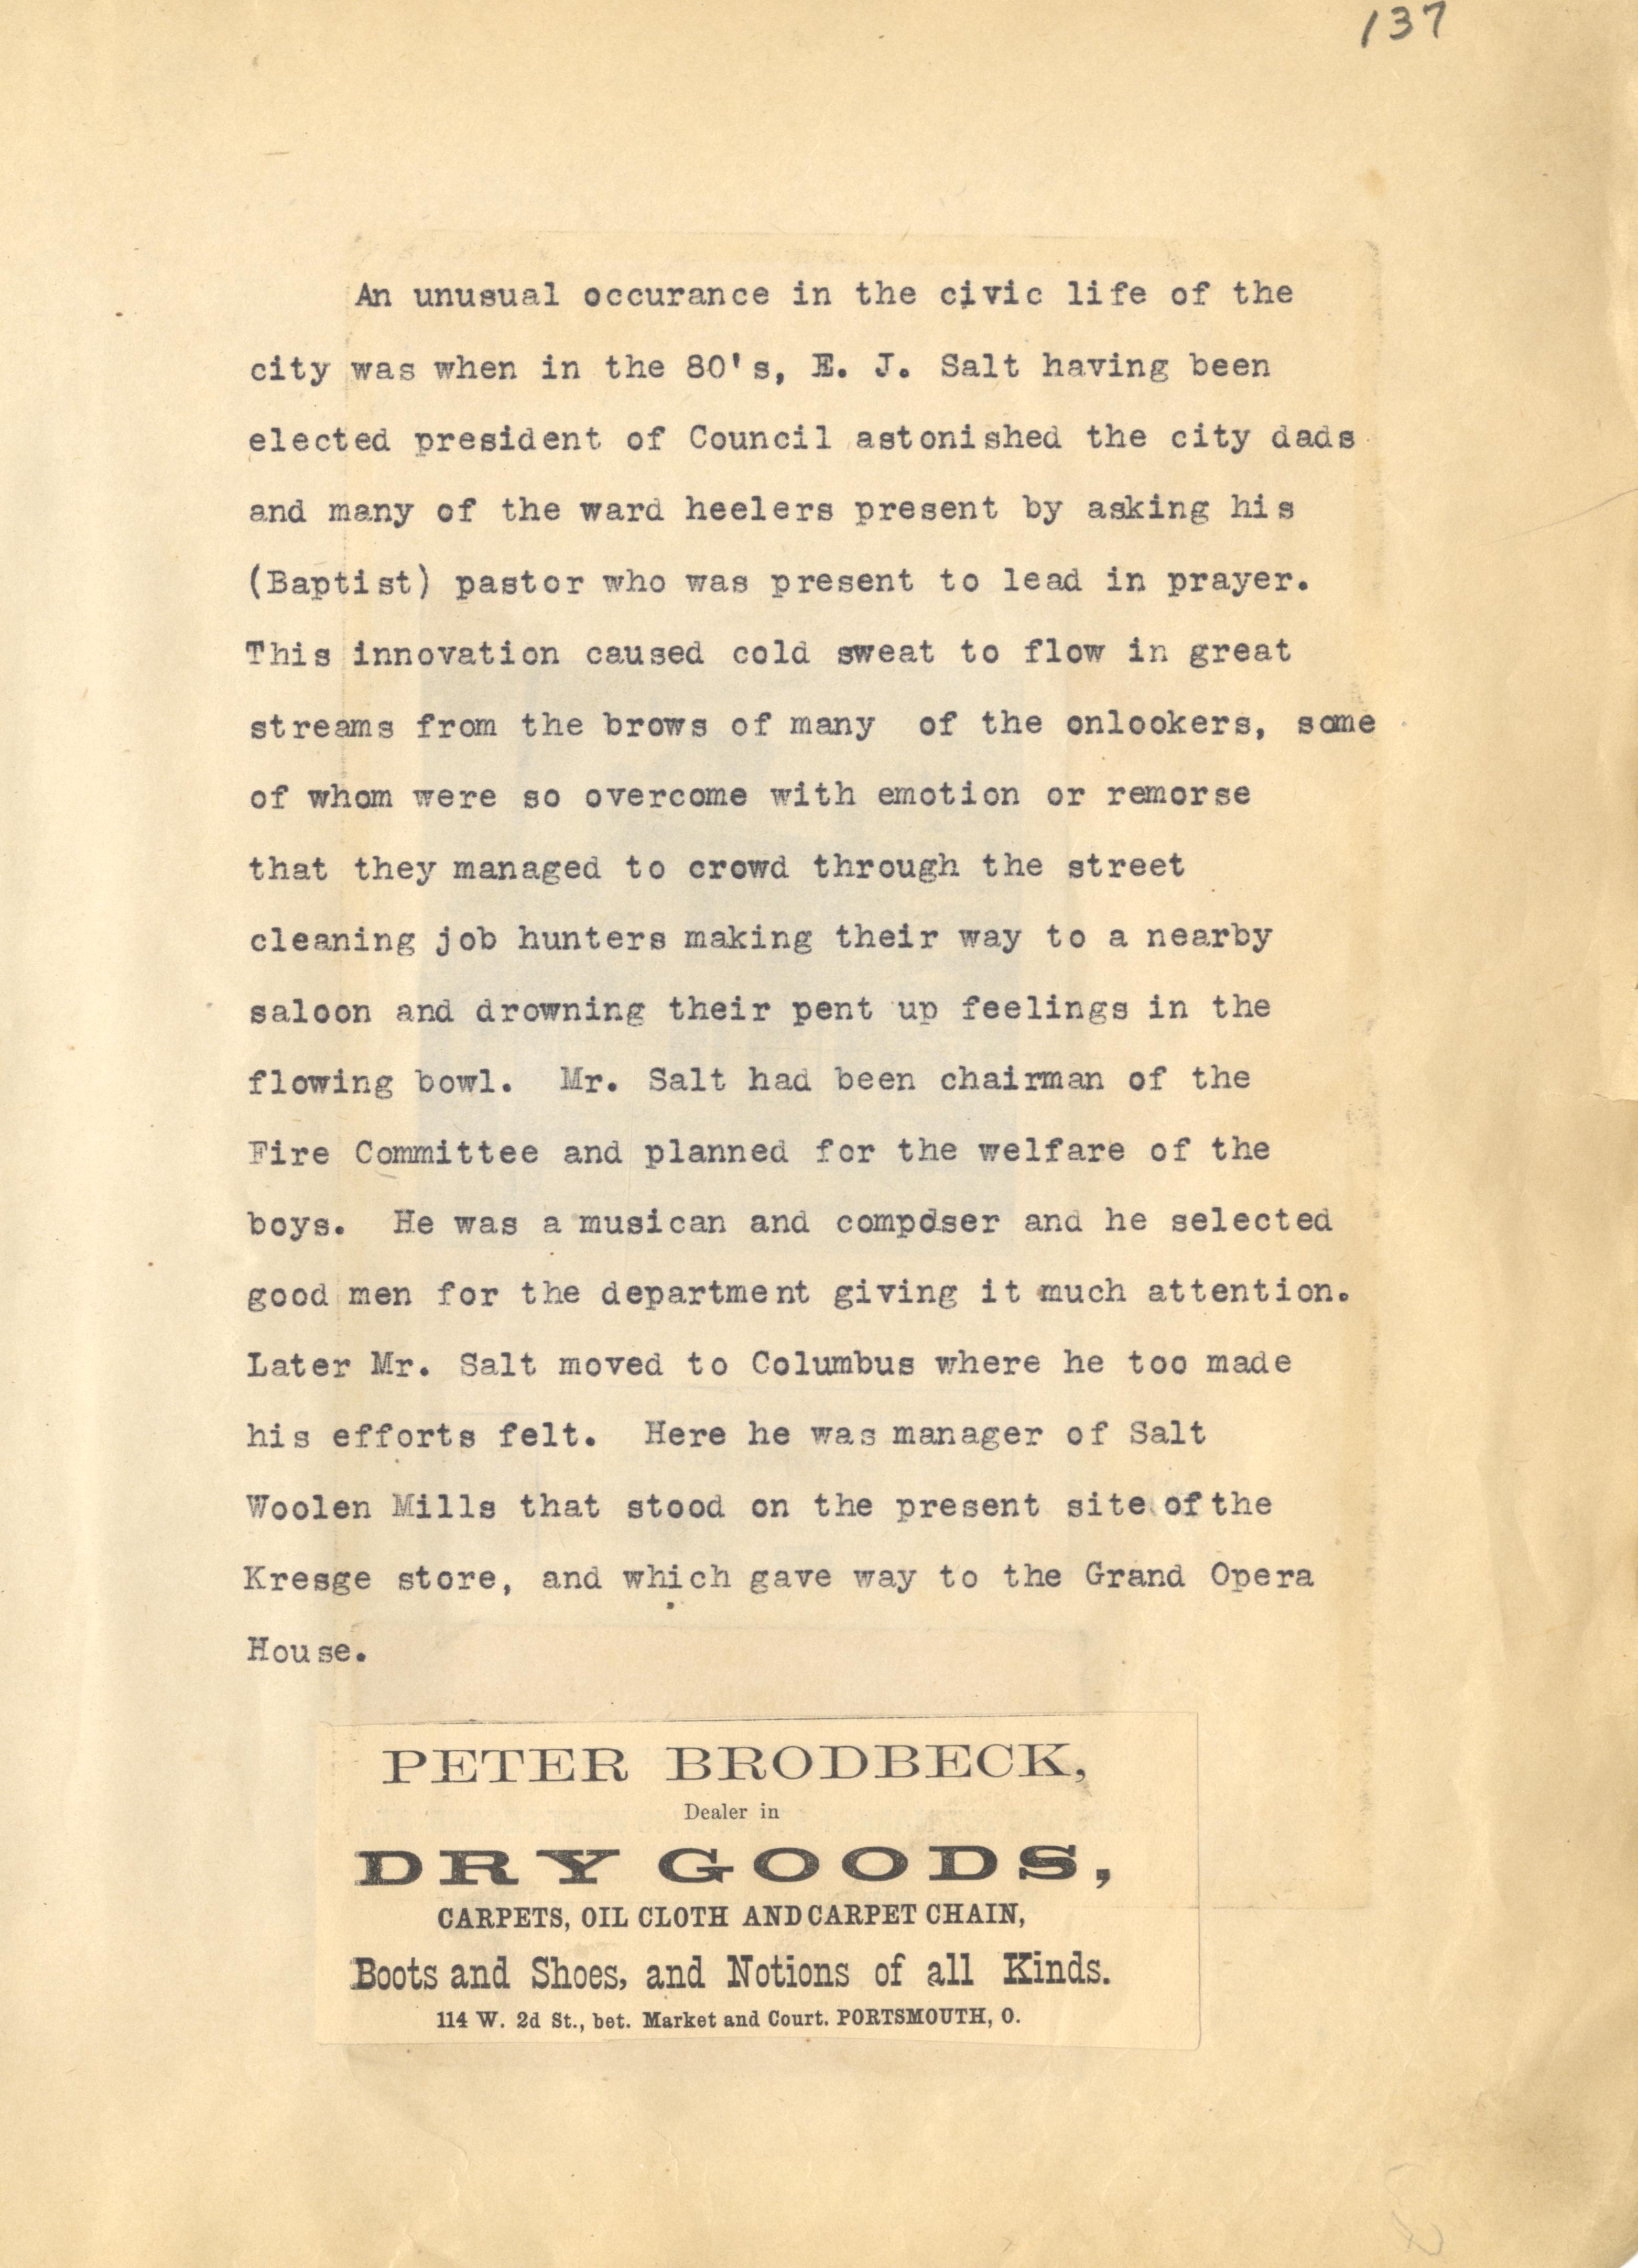 137
An unusual occurance in the civic life of the
city was when in the 80's, E. J. Salt having been
elected president of Council astonished the city dads
and many of the ward heelers present by asking his
(Baptist) pastor who was present to lead in prayer.
This innovation caused cold sweat to flow in great
streams from the brows of many of the onlookers, some
of whom were so overcome with emotion or remorse
that they managed to crowd through the street
cleaning job hunters making their way to a nearby
saloon and drowning their pent up feelings in the
flowing bowl. Mr. Salt had been chairman of the
Fire Committee and planned for the welfare of the
boys. He was a musican and composer and he selected
good men for the department giving it much attention.
Later Mr. Salt moved to Columbus where he too made
his efforts felt. Here he was manager of Salt
Woolen Mills that stood on the present site of the
Kresge store, and which gave way to the Grand Opera
House.
PETER BRODBECK,
Dealer in
DRY GOODS,
CARPETS, OIL CLOTH AND CARPET CHAIN,
Boots and Shoes, and Notions of all Kinds.
114 W. 2d St., bet. Market and Court. PORTSMOUTH, O.